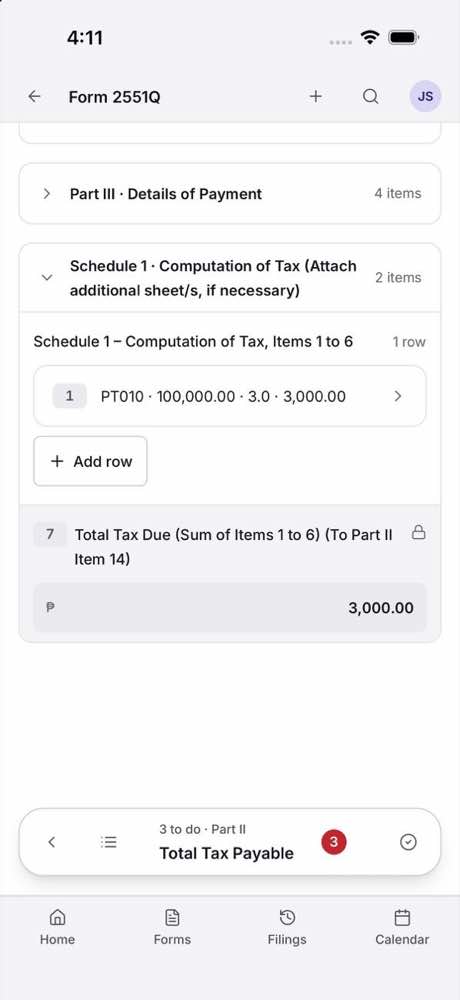 4:11
Form 2551Q
JS
Part III · Details of Payment
4 items
Schedule 1 · Computation of Tax (Attach
additional sheet/s, if necessary)
2 items
Schedule 1 – Computation of Tax, Items 1 to 6
1 row
1
PT010 · 100,000.00 · 3.0 · 3,000.00
Add row
7
Total Tax Due (Sum of Items 1 to 6) (To Part II
Item 14)
₱
3,000.00
3 to do · Part II
Total Tax Payable
3
Home
Forms
Filings
Calendar